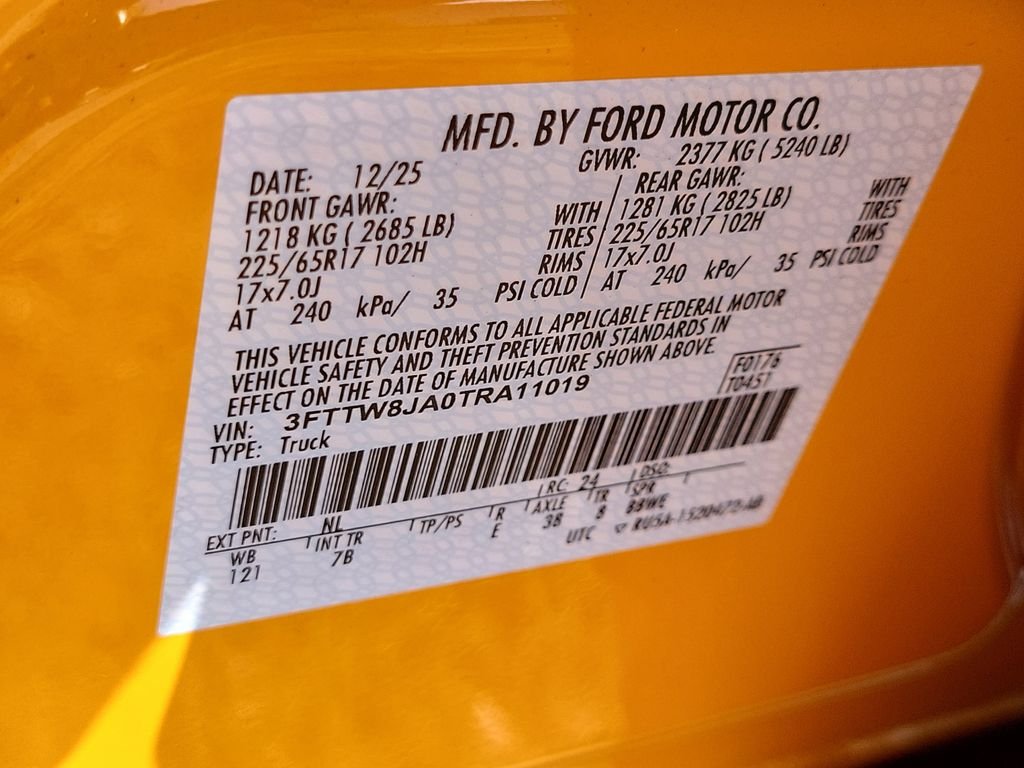 MFD. BY FORD MOTOR CO.
DATE: 12/25 GVWR: 2377 KG ( 5240 LB)
FRONT GAWR: REAR GAWR:
1218 KG ( 2685 LB) WITH 1281 KG ( 2825 LB) WITH
225/65R17 102H TIRES 225/65R17 102H TIRES
17x7.0J RIMS 17x7.0J RIMS
AT 240 kPa/ 35 PSI COLD AT 240 kPa/ 35 PSI COLD
THIS VEHICLE CONFORMS TO ALL APPLICABLE FEDERAL MOTOR
VEHICLE SAFETY AND THEFT PREVENTION STANDARDS IN
EFFECT ON THE DATE OF MANUFACTURE SHOWN ABOVE.
VIN: 3FTTW8JA0TRA11019 F0176
TYPE: Truck T0451
EXT PNT: NL RC: 24 DSO:
WB INT TR TP/PS R AXLE TR SPR
121 7B E 3B 8 BBWE
UTC